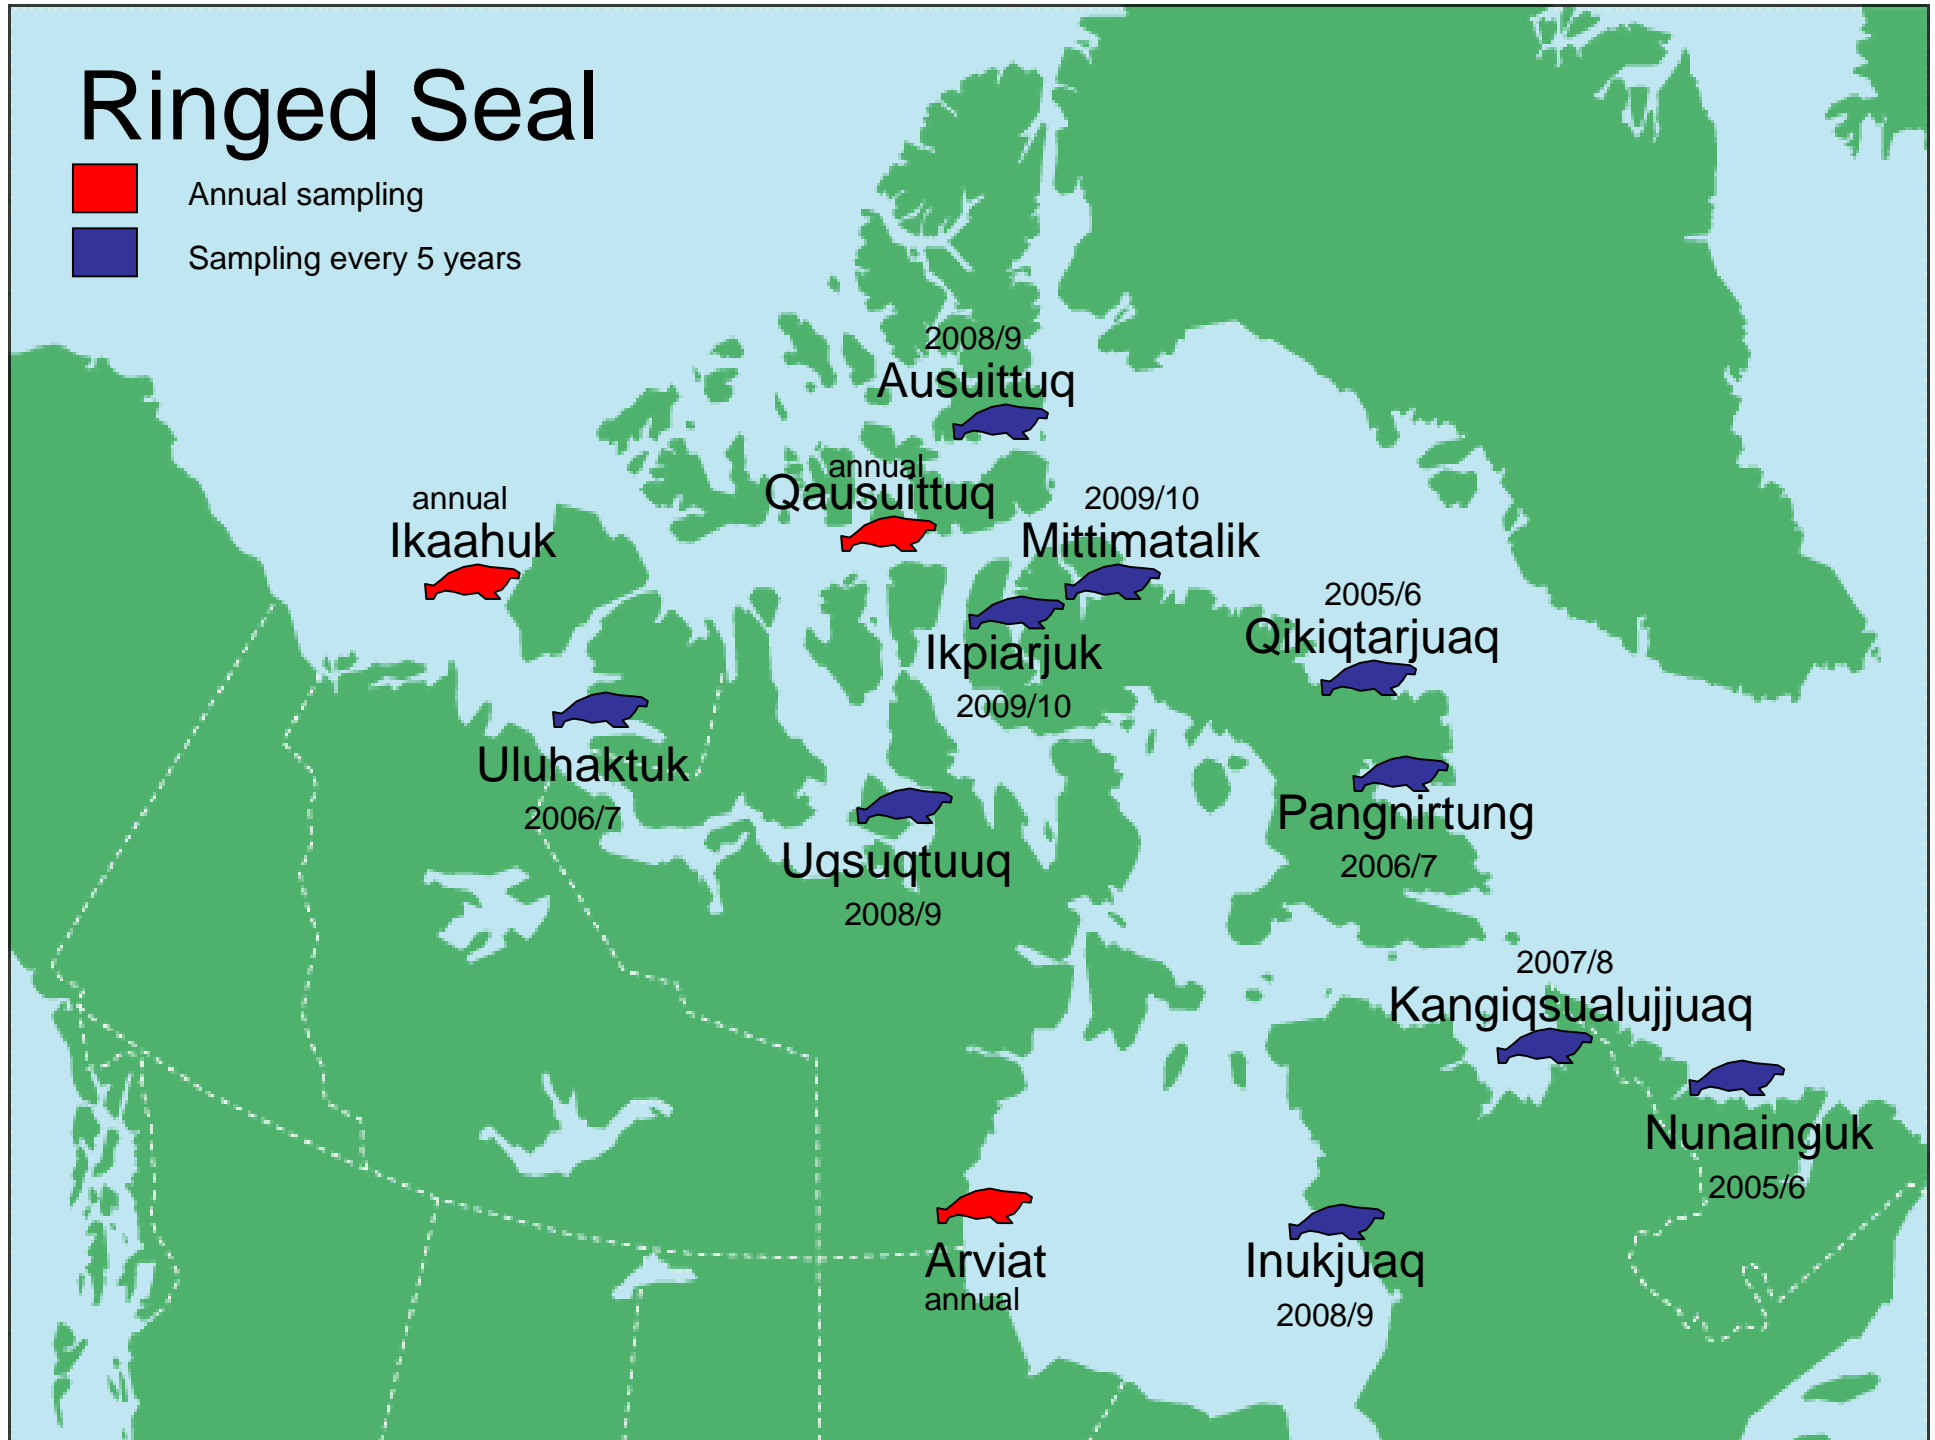 Ringed Seal
Annual sampling
Sampling every 5 years
2008/9
Ausuittuq
annual
Qausuittuq
annual
Ikaahuk
2009/10
Mittimatalik
2005/6
Qikiqtarjuaq
Ikpiarjuk
2009/10
Uluhaktuk
2006/7
Pangnirtung
2006/7
Uqsuqtuuq
2008/9
2007/8
Kangiqsualujjuaq
Nunainguk
2005/6
Arviat
annual
Inukjuaq
2008/9